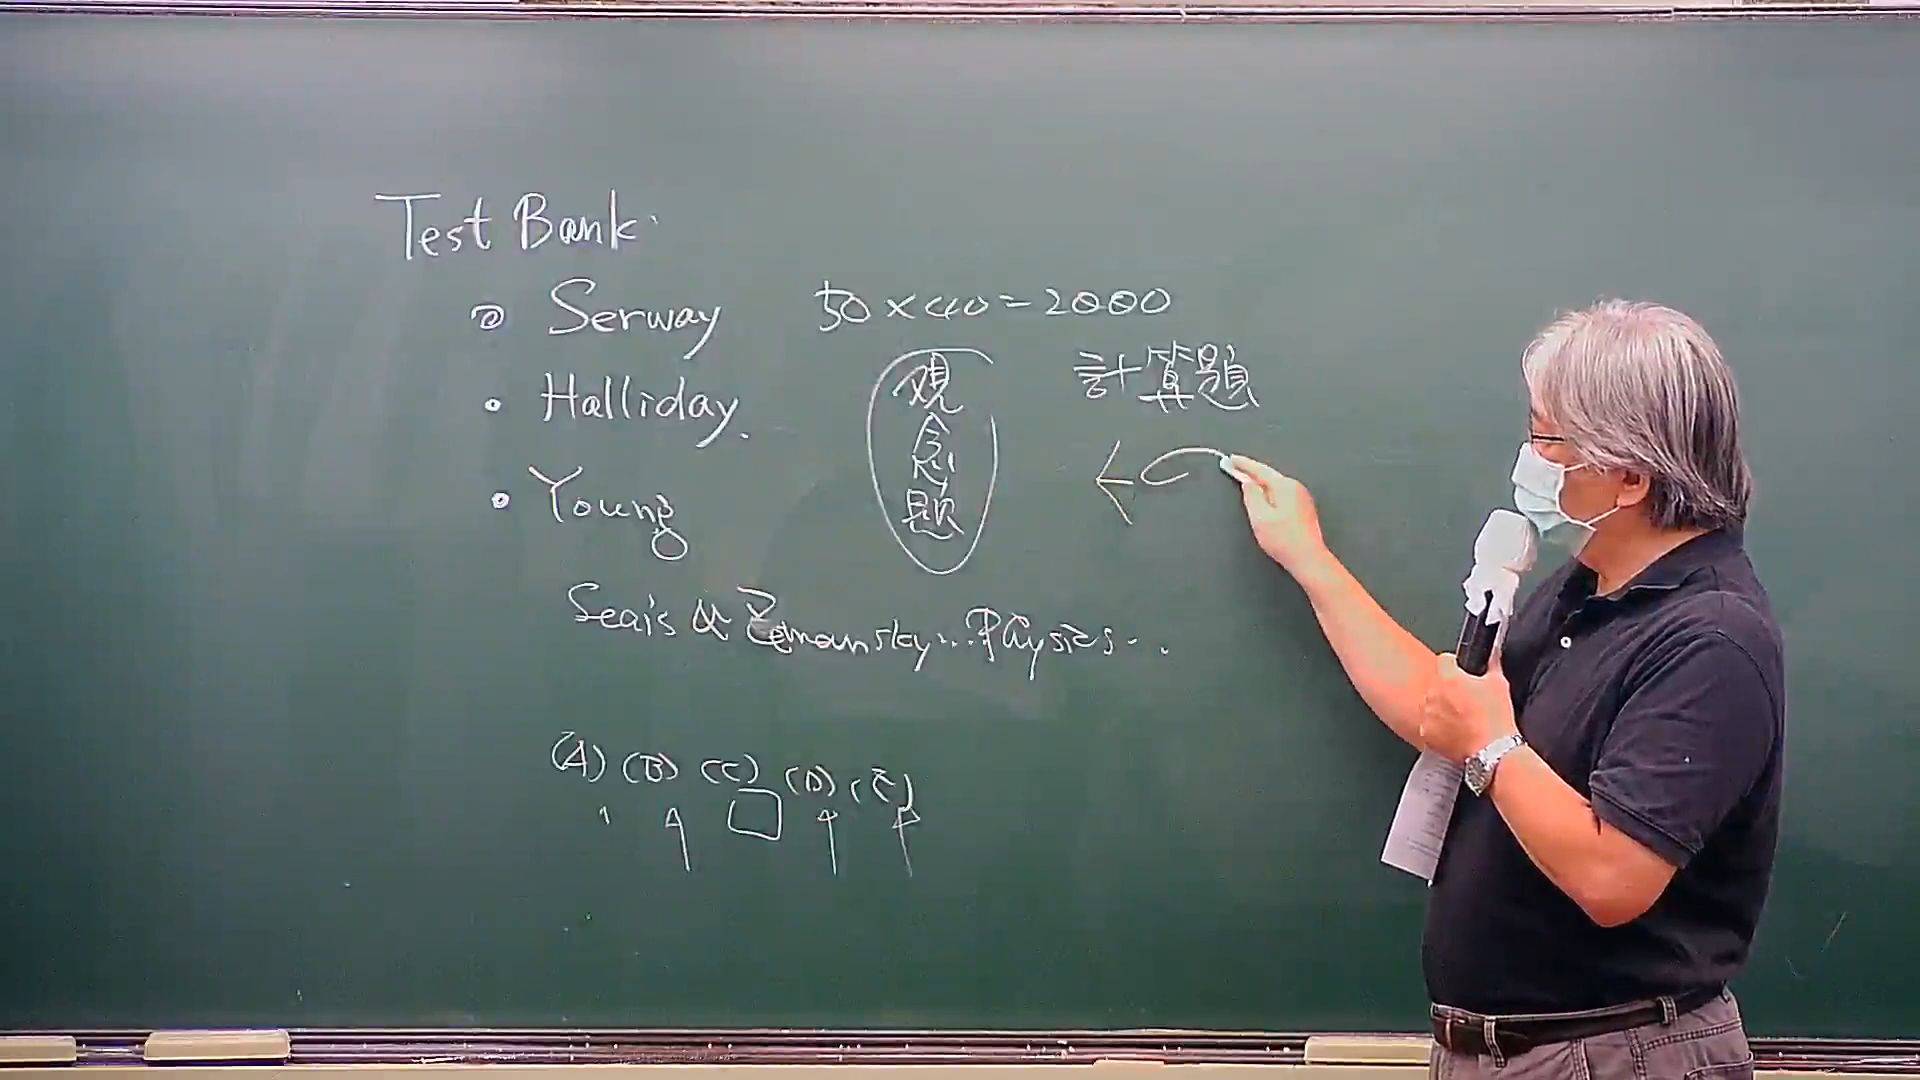 Test Bank.
Serway 50×40=2000
Halliday. 觀念題 計算題
Young
Sears & Zemansky...Physics...
(A) (B) (C) (D) (E)